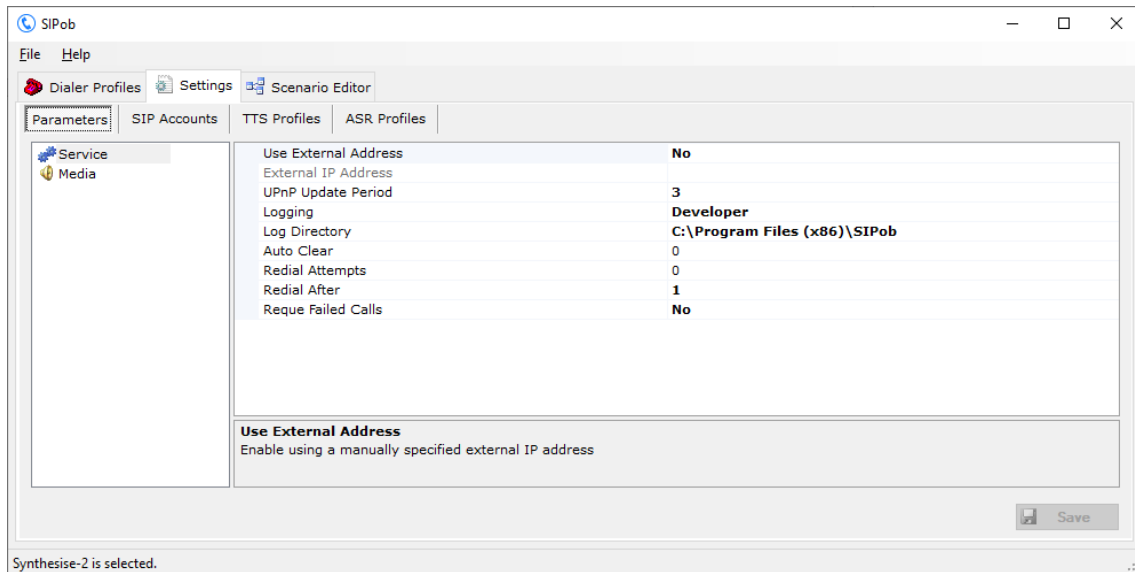 SIPob
File Help
Dialer Profiles Settings Scenario Editor
Parameters SIP Accounts TTS Profiles ASR Profiles
Service
Media
Use External Address No
External IP Address
UPnP Update Period 3
Logging Developer
Log Directory C:\Program Files (x86)\SIPob
Auto Clear 0
Redial Attempts 0
Redial After 1
Reque Failed Calls No
Use External Address
Enable using a manually specified external IP address
Save
Synthesise-2 is selected.